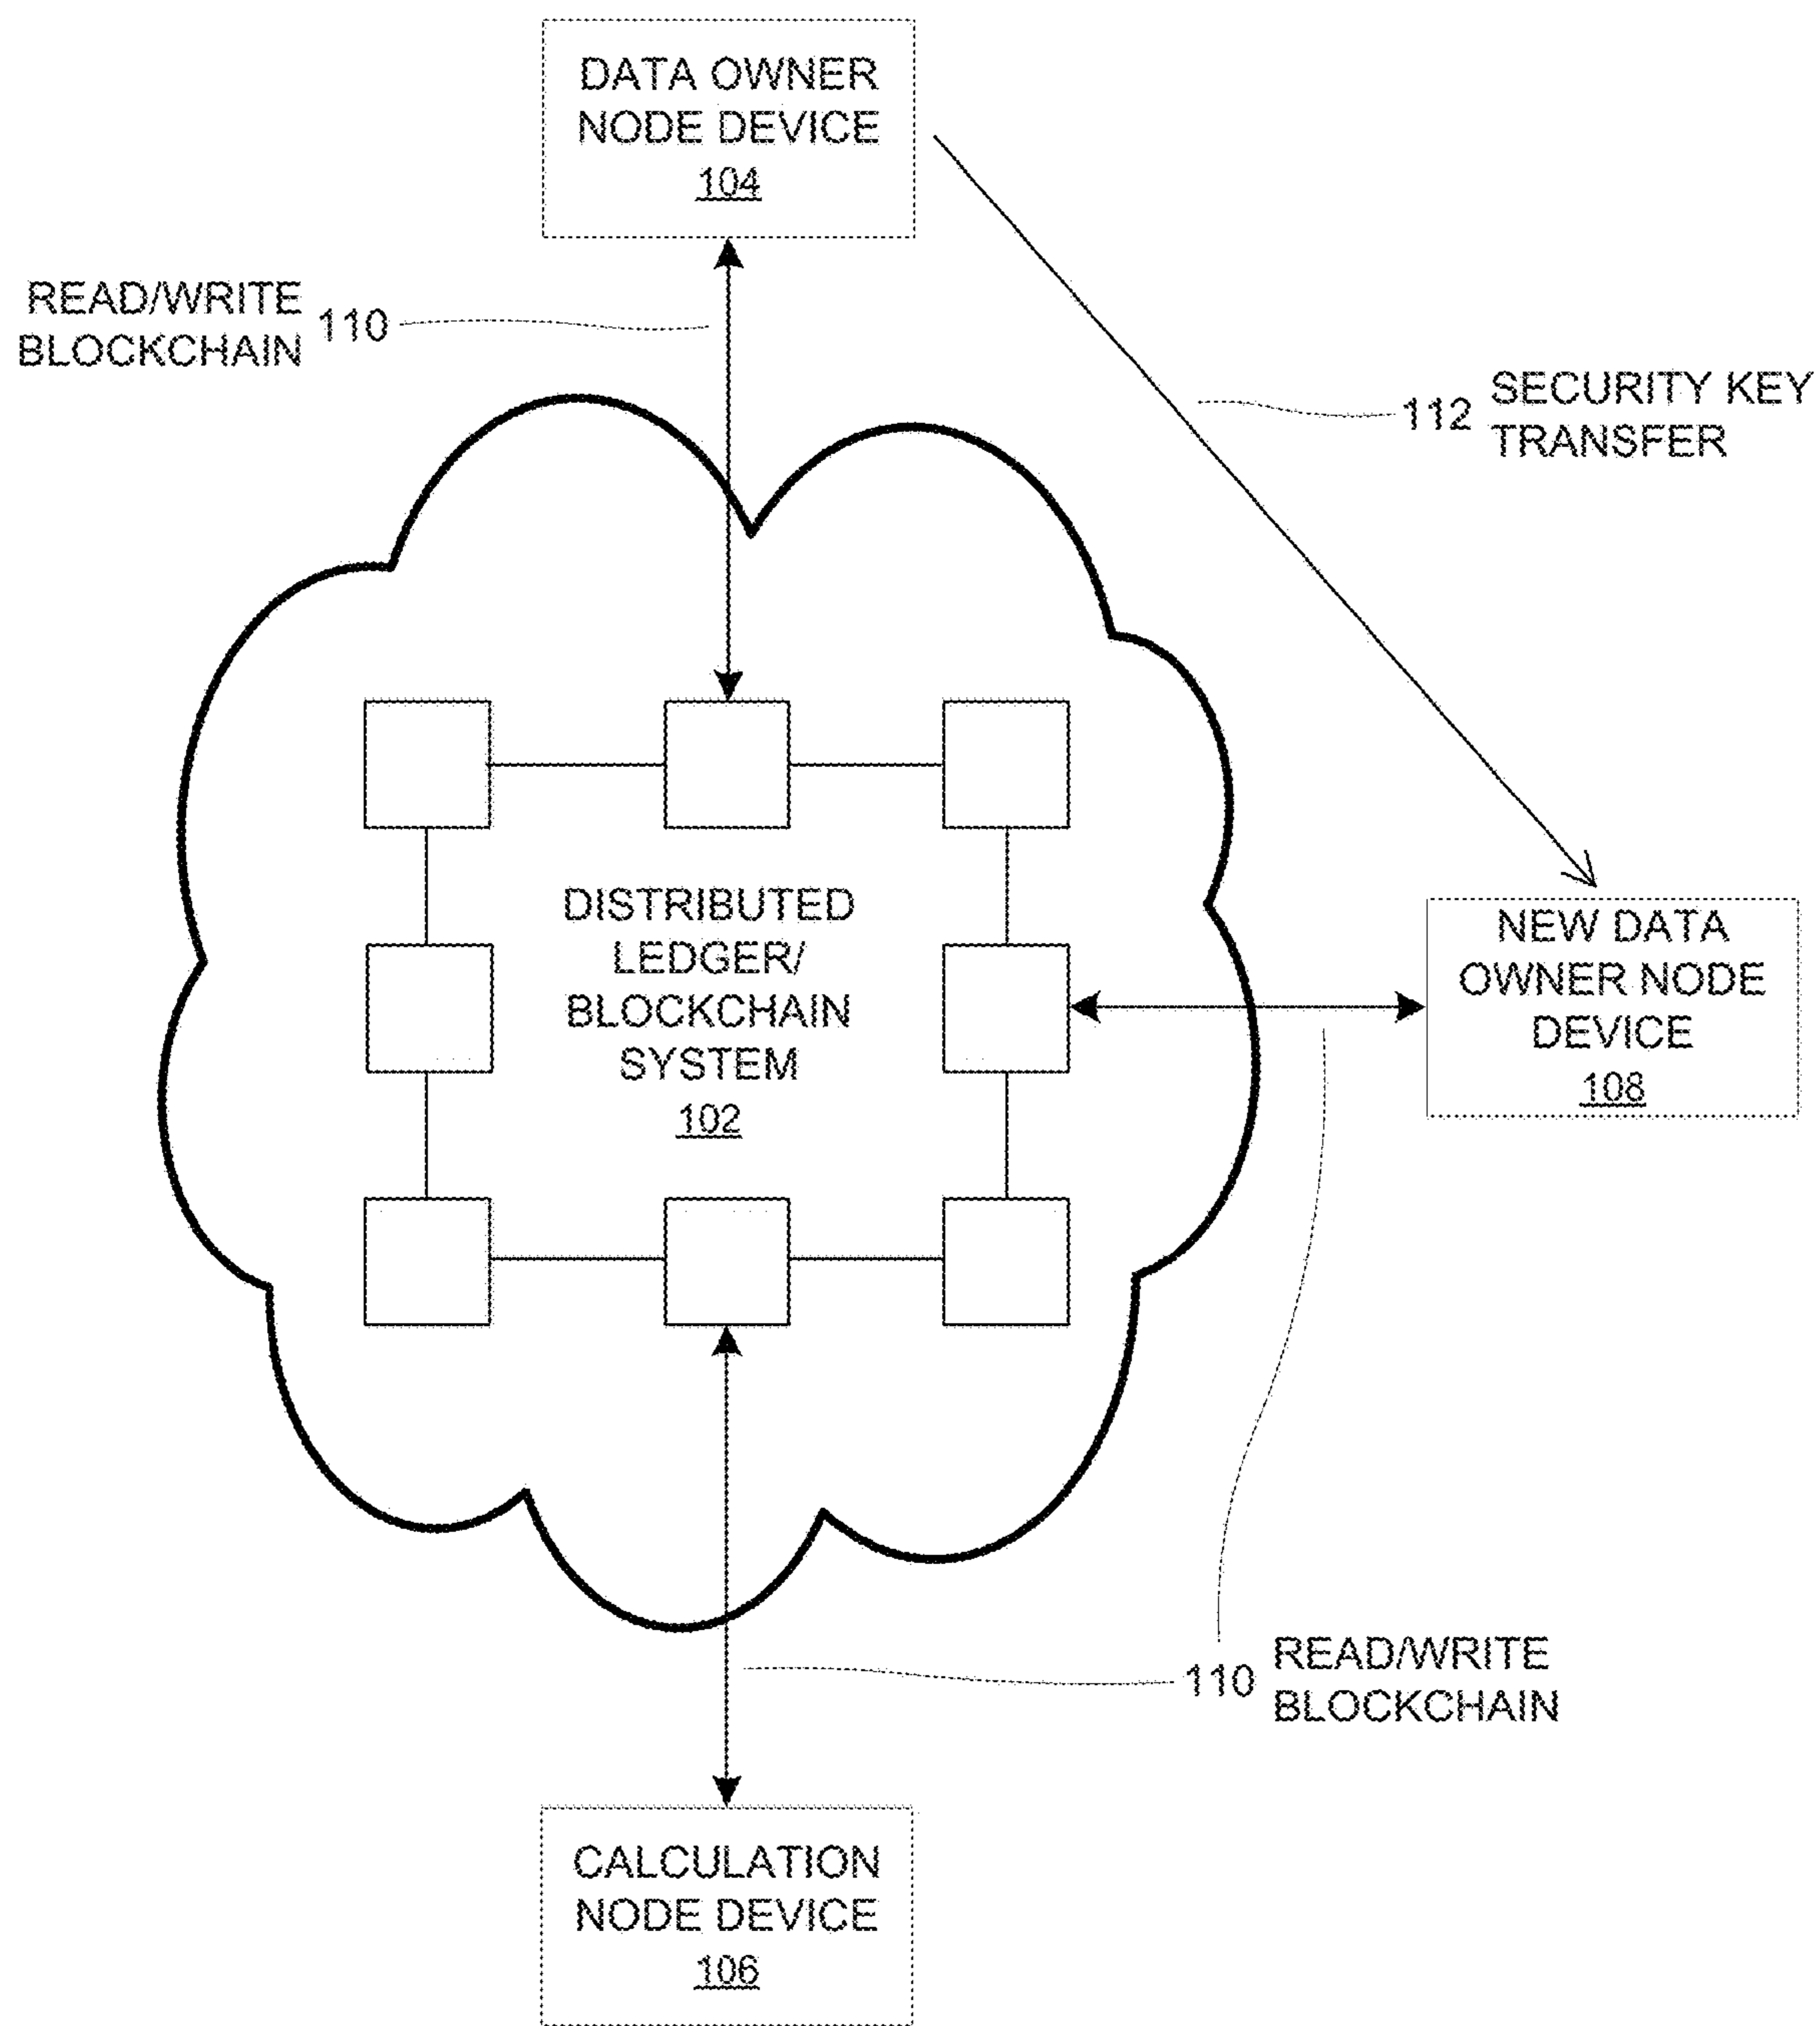 DATA OWNER
NODE DEVICE
104
READ/WRITE
BLOCKCHAIN
110
112
SECURITY KEY
TRANSFER
DISTRIBUTED
LEDGER/
BLOCKCHAIN
SYSTEM
102
NEW DATA
OWNER NODE
DEVICE
108
110
READ/WRITE
BLOCKCHAIN
CALCULATION
NODE DEVICE
106